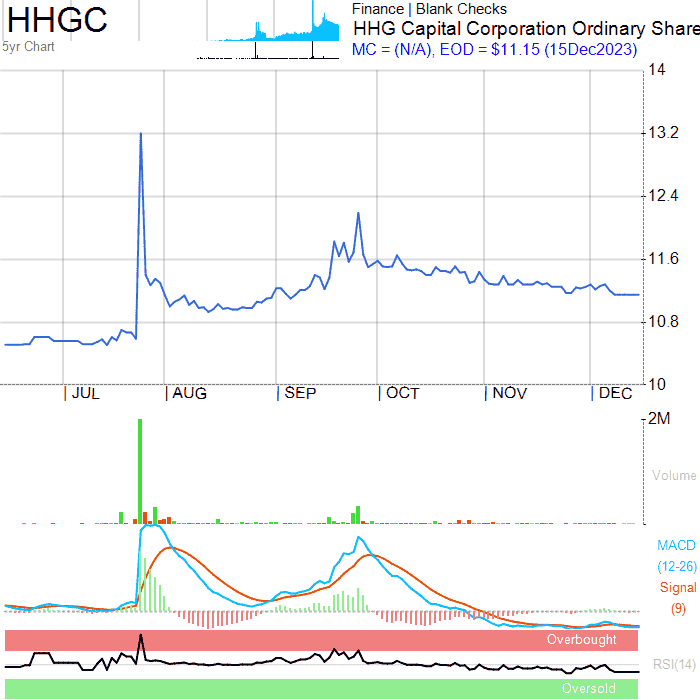 HHGC
5yr Chart
Finance | Blank Checks
HHG Capital Corporation Ordinary Share
MC = (N/A), EOD = $11.15 (15Dec2023)
14
13.2
12.4
11.6
10.8
10
JUL
AUG
SEP
OCT
NOV
DEC
2M
Volume
MACD
(12-26)
Signal
(9)
Overbought
RSI(14)
Oversold